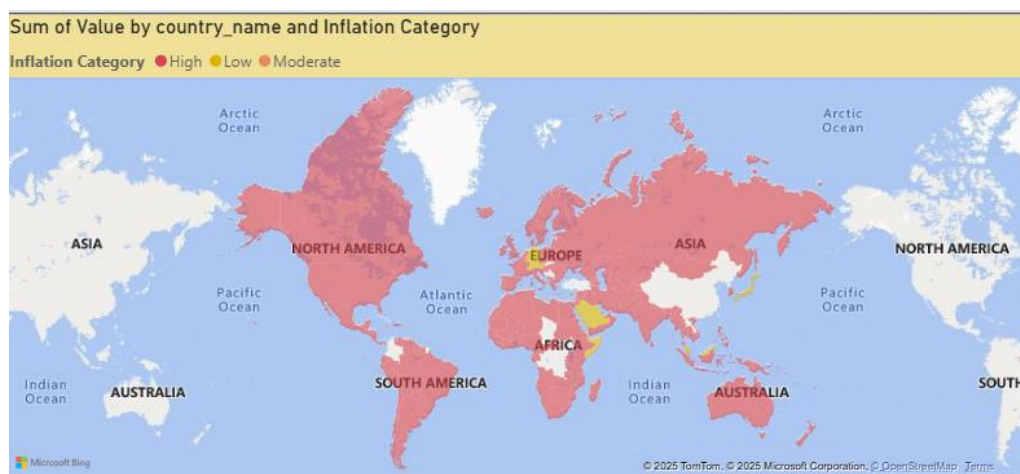 Sum of Value by country_name and Inflation Category
Inflation Category High Low Moderate
Arctic
Ocean
Arctic
Ocean
ASIA
NORTH AMERICA
EUROPE
ASIA
NORTH AMERICA
Pacific
Ocean
Atlantic
Ocean
Pacific
Ocean
AFRICA
Indian
Ocean
AUSTRALIA
SOUTH AMERICA
Indian
Ocean
AUSTRALIA
SOUTH
Microsoft Bing
© 2025 TomTom, © 2025 Microsoft Corporation, © OpenStreetMap Terms